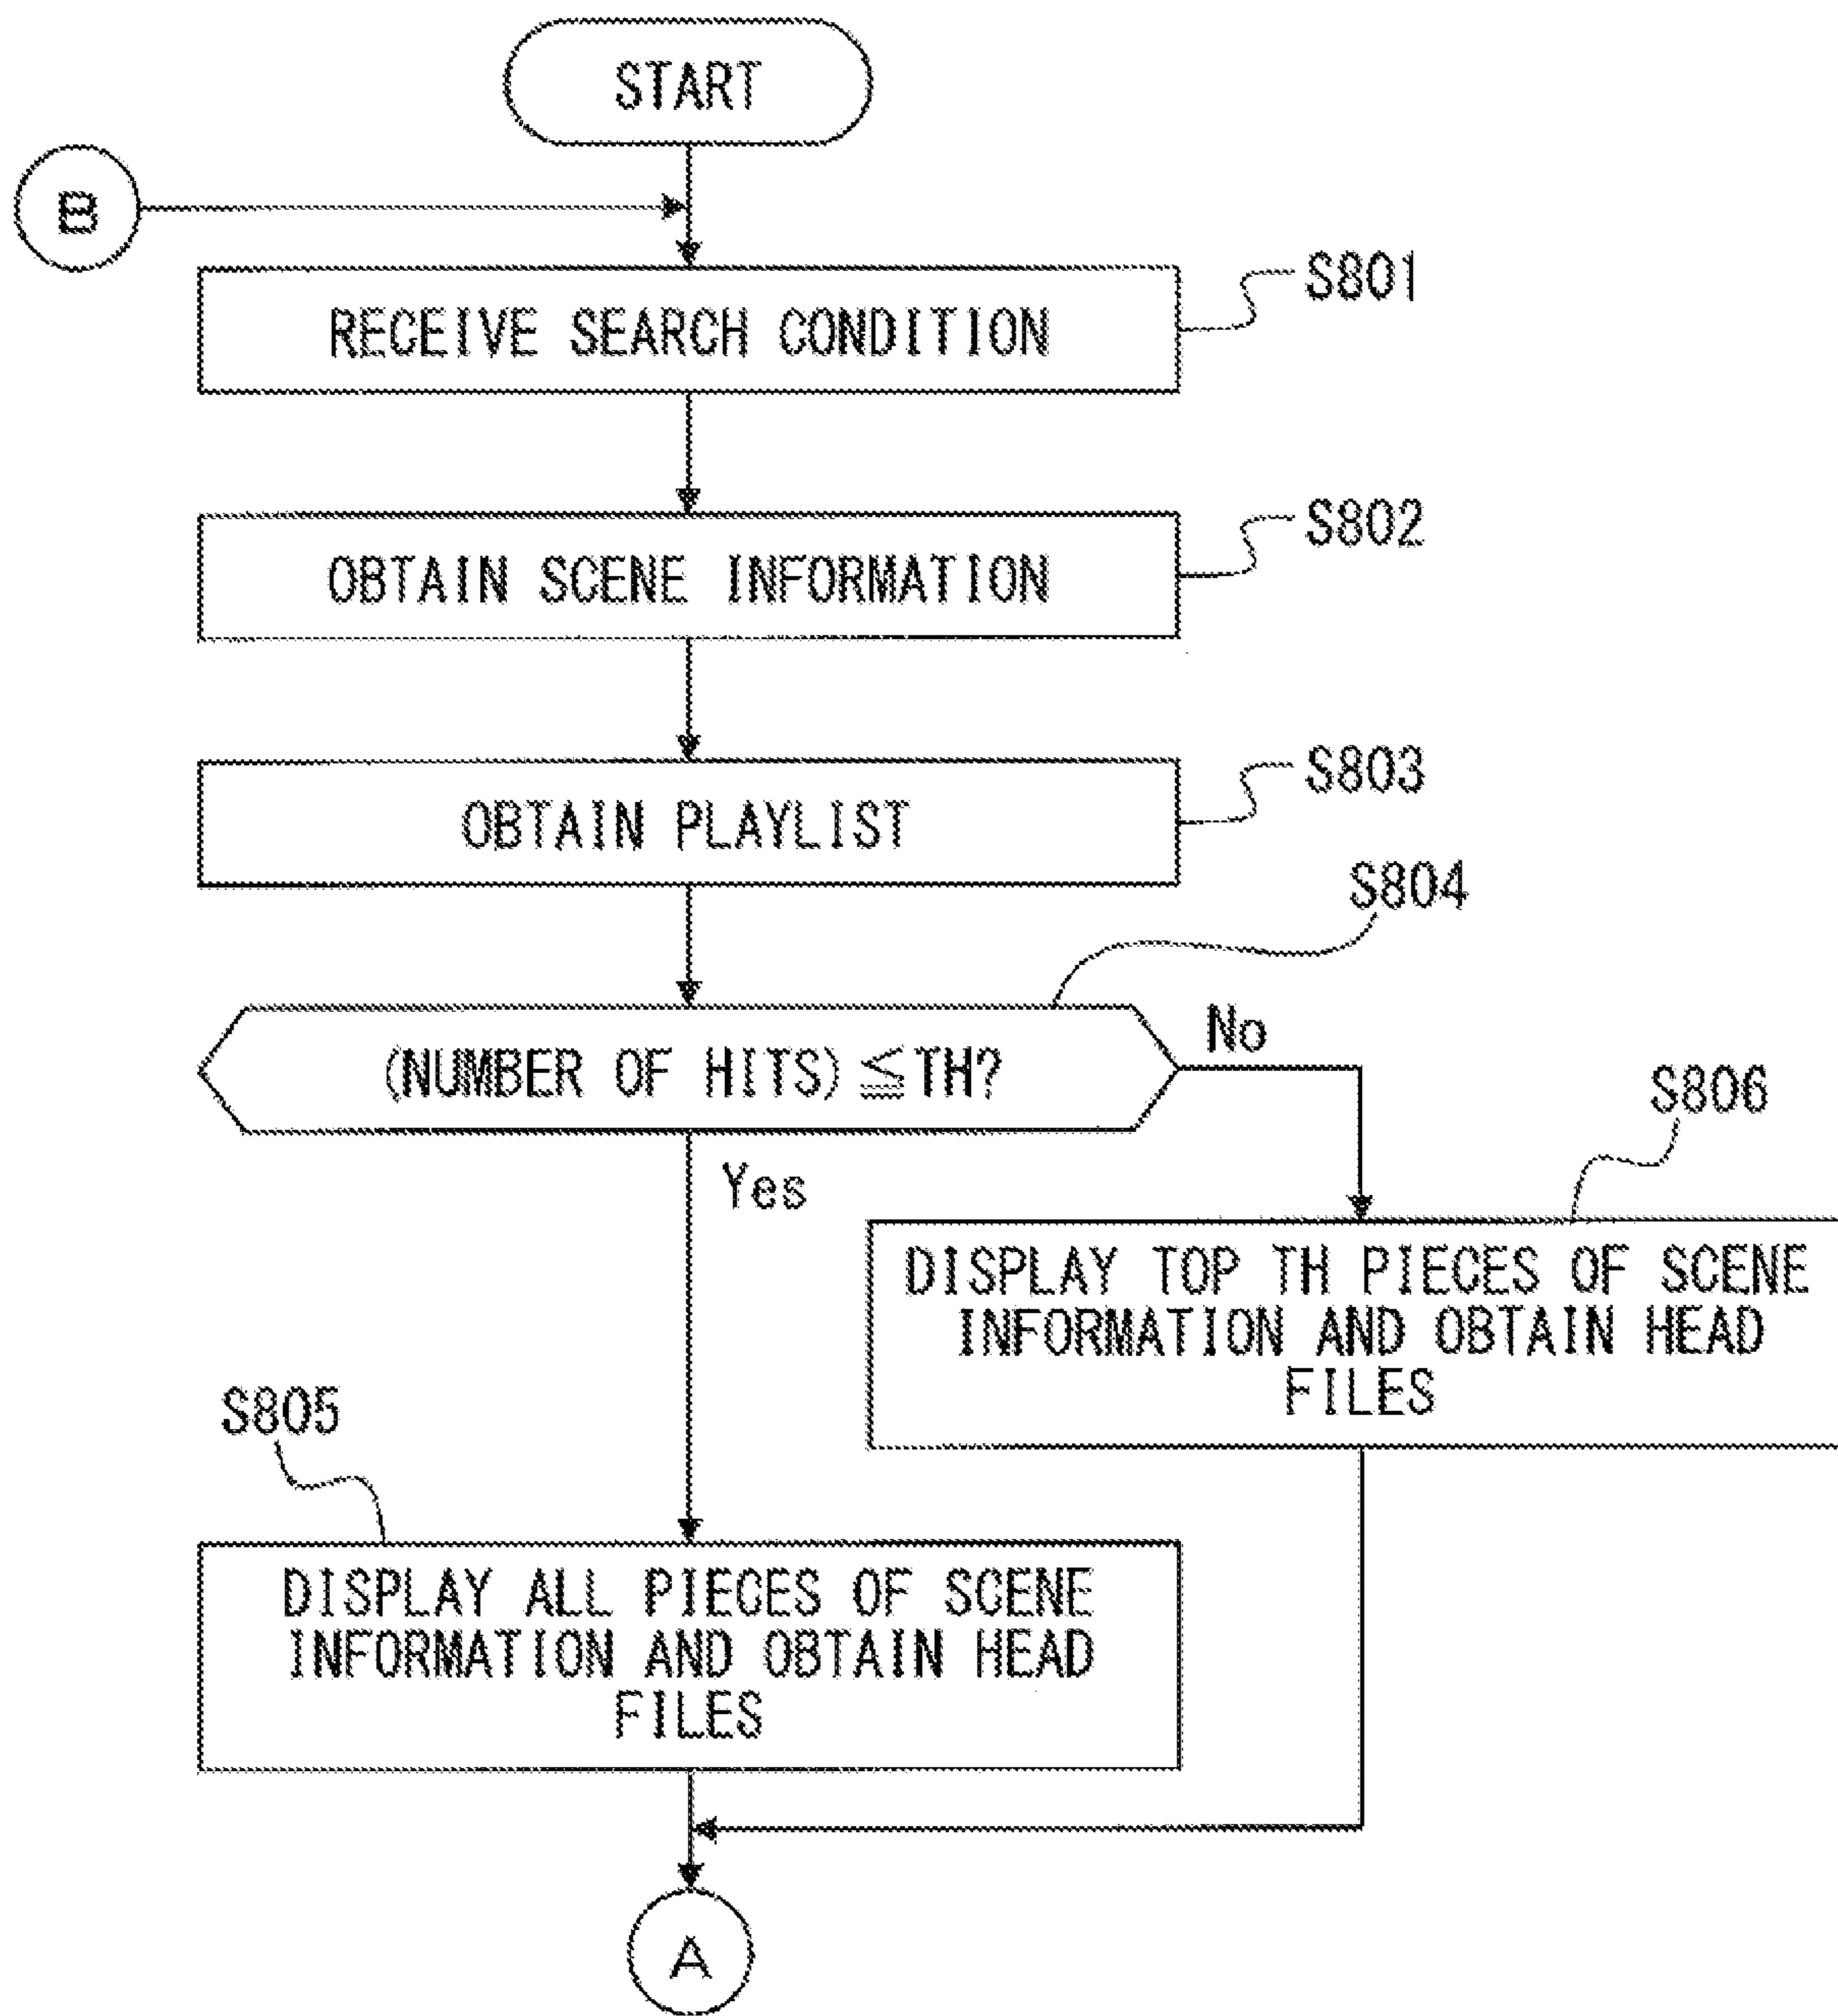 START
B
RECEIVE SEARCH CONDITION
S801
OBTAIN SCENE INFORMATION
S802
OBTAIN PLAYLIST
S803
S804
(NUMBER OF HITS)≦TH?
No
Yes
S806
DISPLAY TOP TH PIECES OF SCENE
INFORMATION AND OBTAIN HEAD
FILES
S805
DISPLAY ALL PIECES OF SCENE
INFORMATION AND OBTAIN HEAD
FILES
A